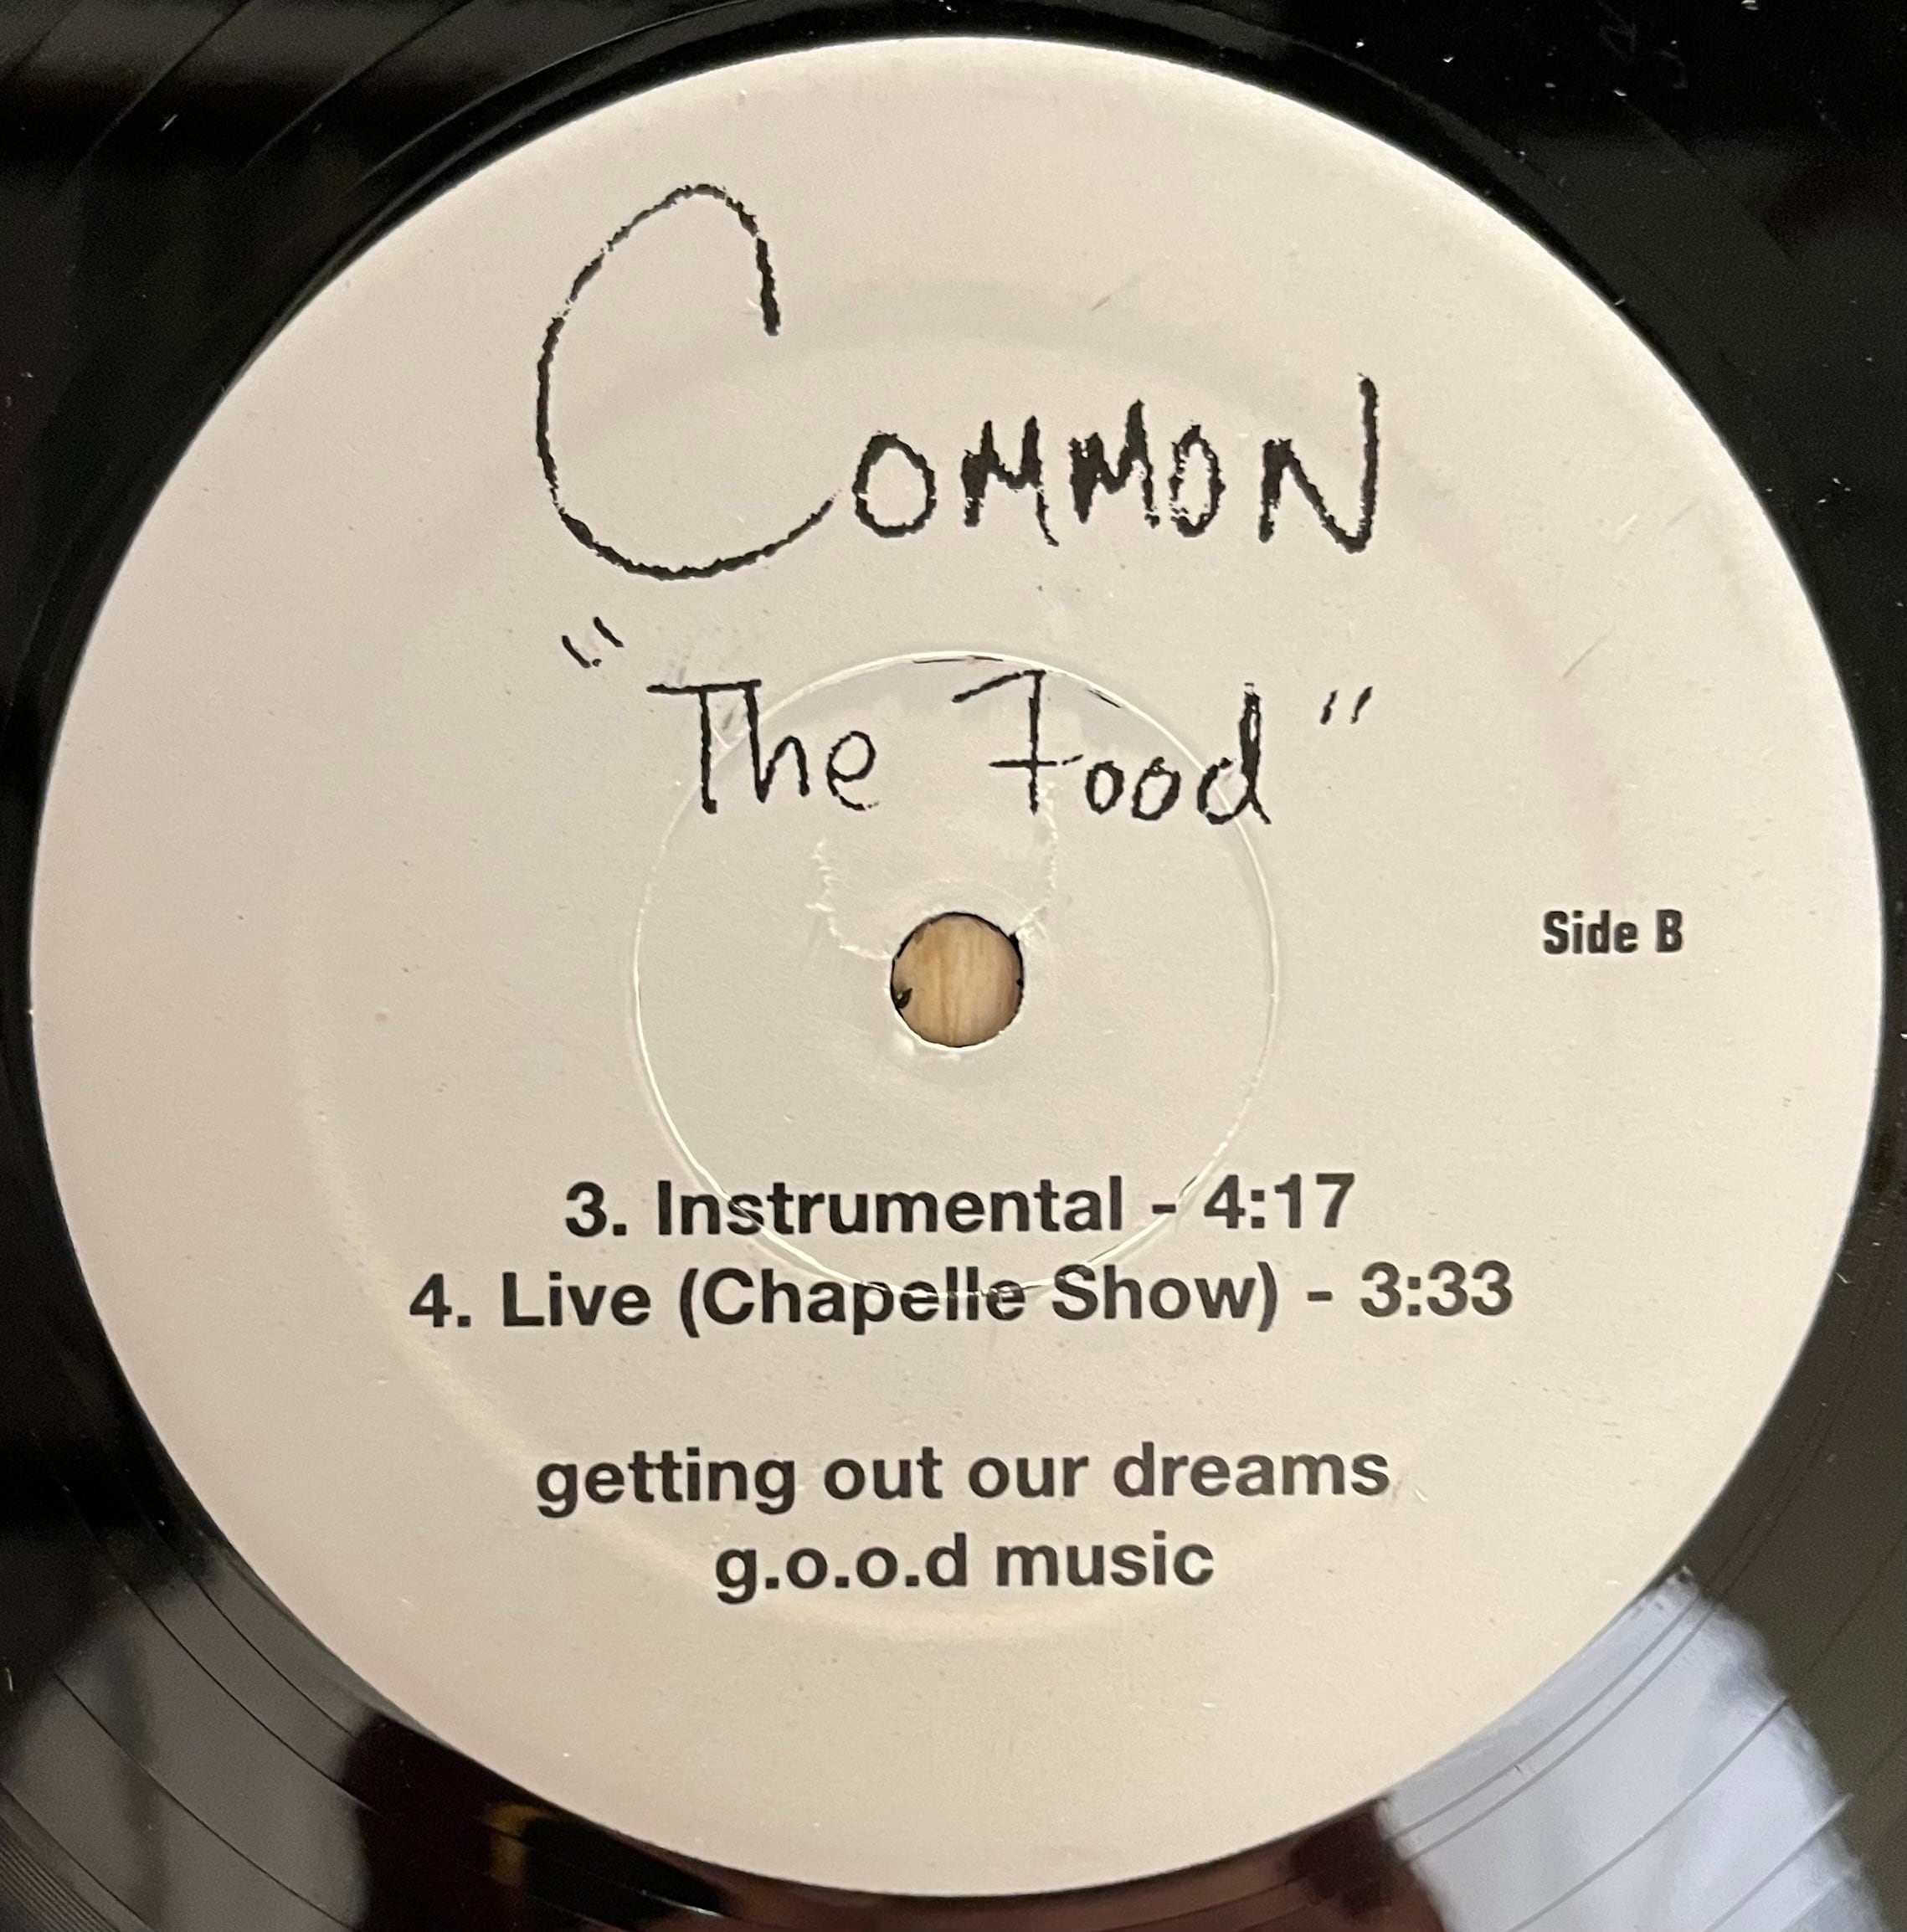 Common
"The Food"
Side B
3. Instrumental - 4:17
4. Live (Chapelle Show) - 3:33
getting out our dreams
g.o.o.d music